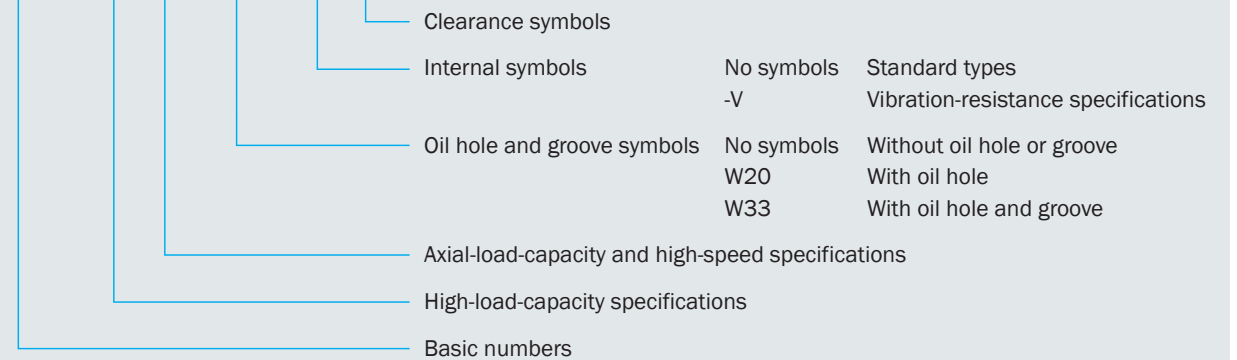 Clearance symbols
Internal symbols No symbols Standard types
-V Vibration-resistance specifications
Oil hole and groove symbols No symbols Without oil hole or groove
W20 With oil hole
W33 With oil hole and groove
Axial-load-capacity and high-speed specifications
High-load-capacity specifications
Basic numbers